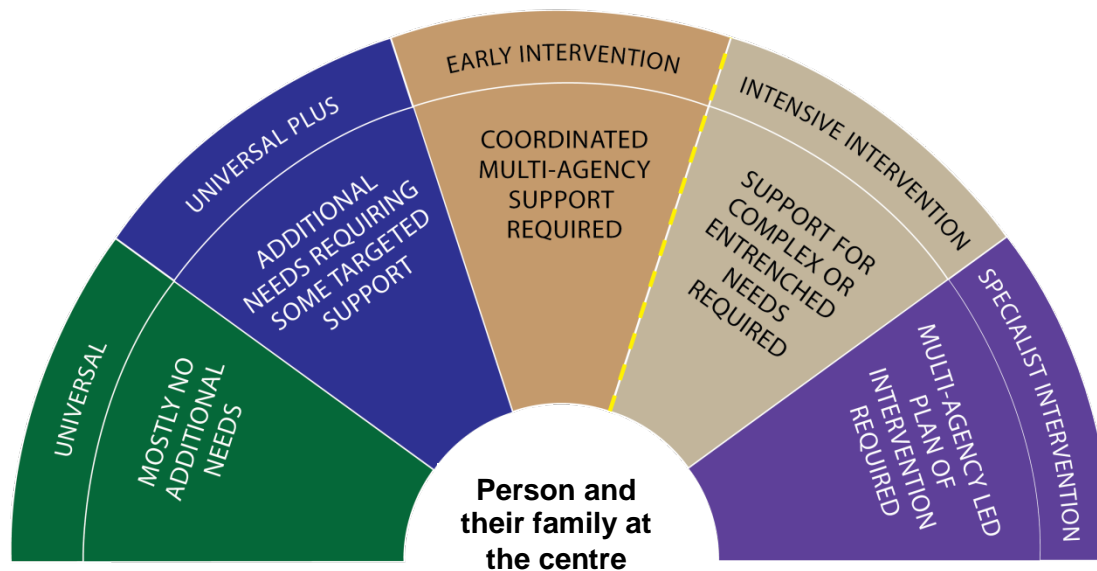 UNIVERSAL
MOSTLY NO
ADDITIONAL
NEEDS
UNIVERSAL PLUS
ADDITIONAL
NEEDS REQUIRING
SOME TARGETED
SUPPORT
EARLY INTERVENTION
COORDINATED
MULTI-AGENCY
SUPPORT
REQUIRED
INTENSIVE INTERVENTION
SUPPORT FOR
COMPLEX OR
ENTRENCHED
NEEDS
REQUIRED
SPECIALIST INTERVENTION
MULTI-AGENCY LED
PLAN OF
INTERVENTION
REQUIRED
Person and
their family at
the centre